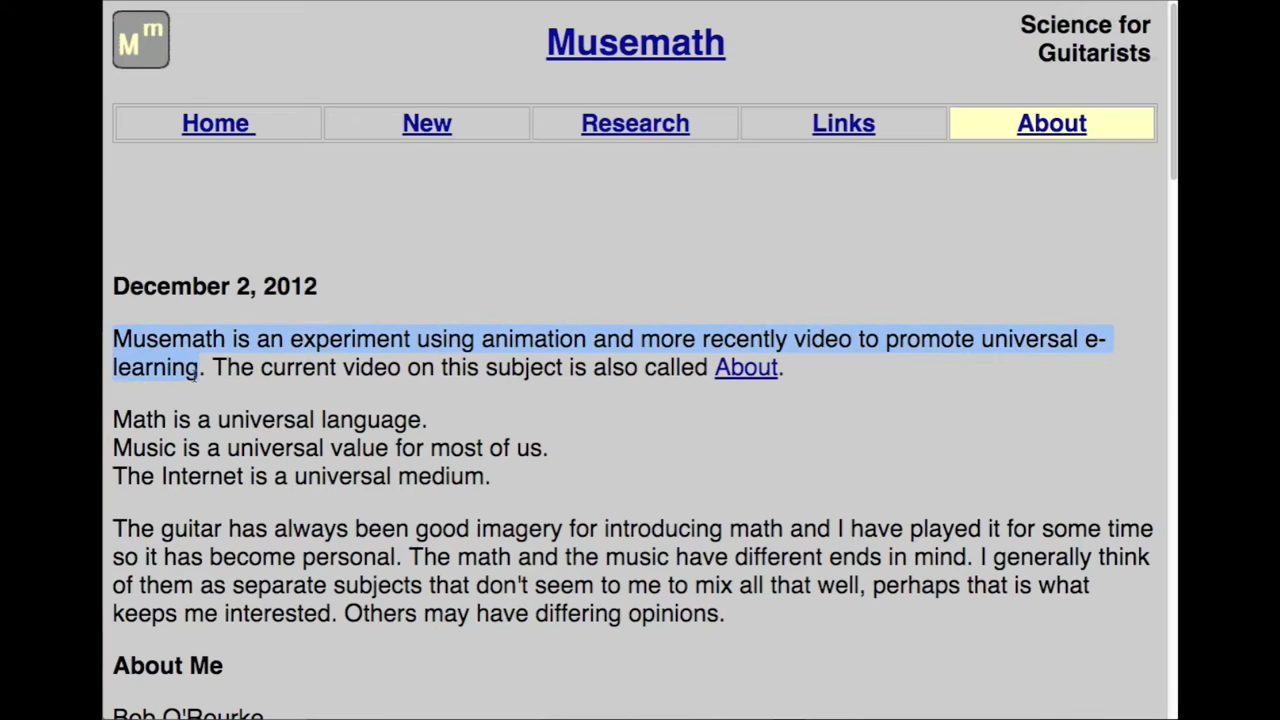 Mm
Musemath
Science for
Guitarists
Home
New
Research
Links
About
December 2, 2012
Musemath is an experiment using animation and more recently video to promote universal e-
learning. The current video on this subject is also called About.
Math is a universal language.
Music is a universal value for most of us.
The Internet is a universal medium.
The guitar has always been good imagery for introducing math and I have played it for some time
so it has become personal. The math and the music have different ends in mind. I generally think
of them as separate subjects that don't seem to me to mix all that well, perhaps that is what
keeps me interested. Others may have differing opinions.
About Me
Bob O'Rourke